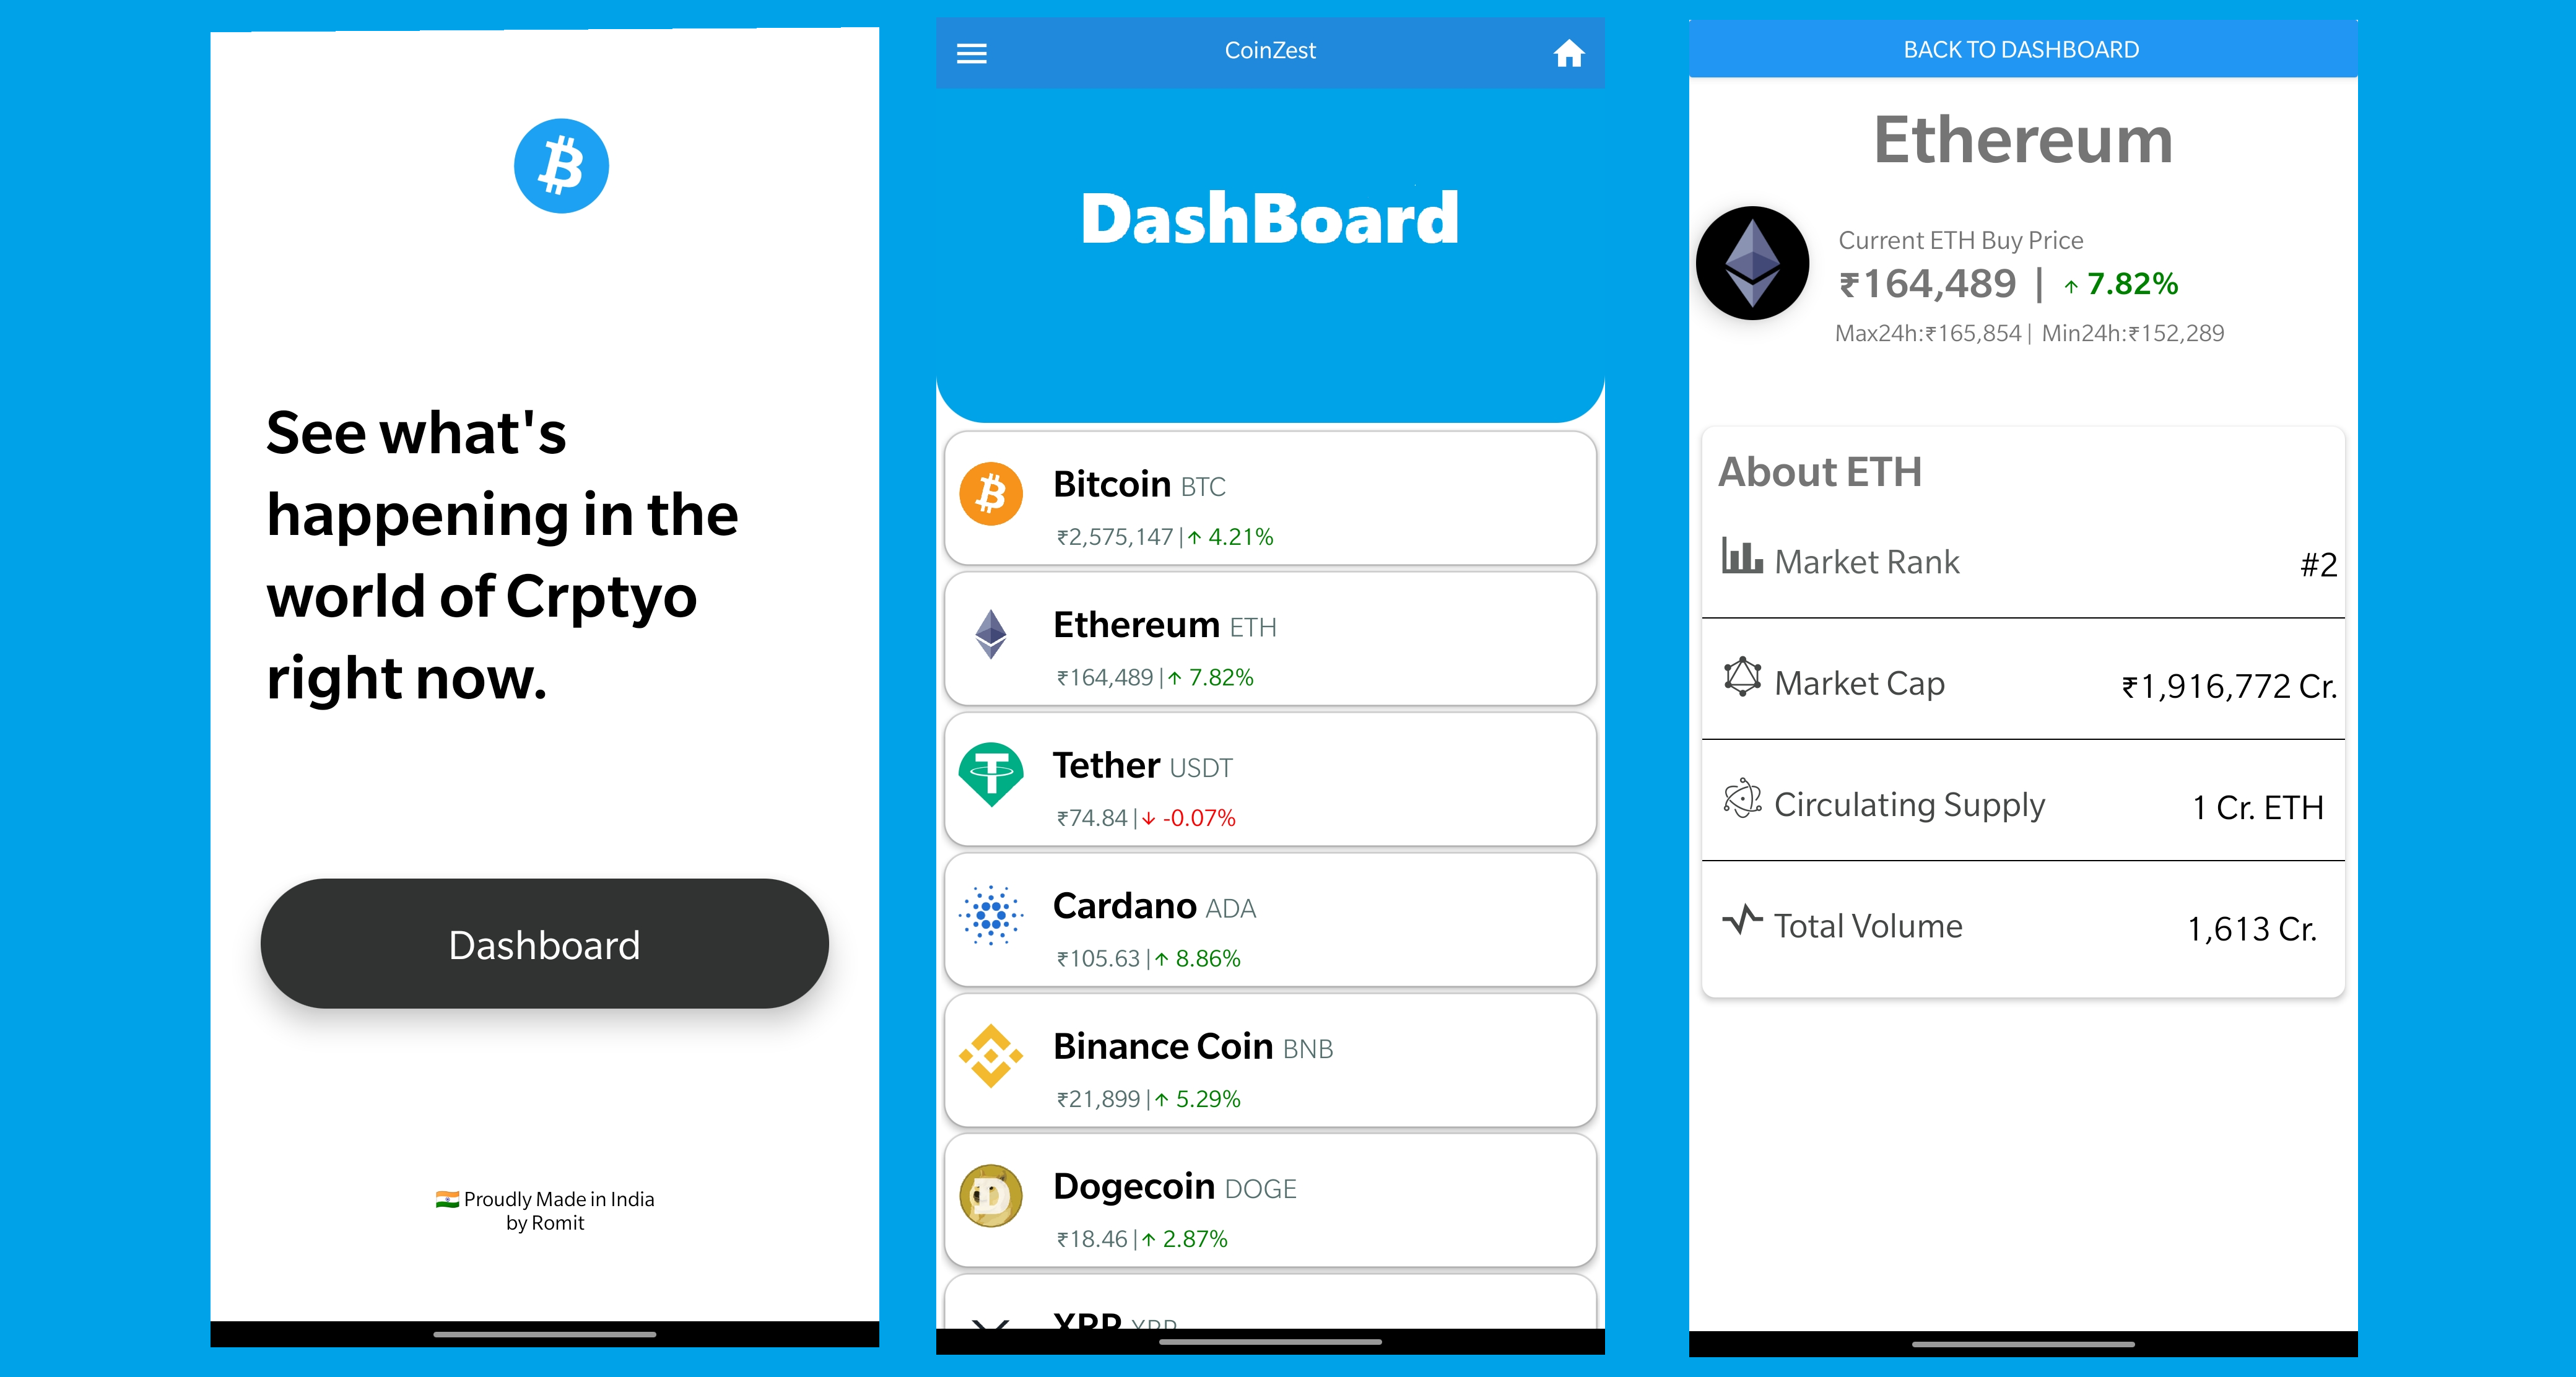 See what's
happening in the
world of Crptyo
right now.
Dashboard
🇮🇳 Proudly Made in India
by Romit
CoinZest
DashBoard
Bitcoin BTC
₹2,575,147 | ↑ 4.21%
Ethereum ETH
₹164,489 | ↑ 7.82%
Tether USDT
₹74.84 | ↓ -0.07%
Cardano ADA
₹105.63 | ↑ 8.86%
Binance Coin BNB
₹21,899 | ↑ 5.29%
Dogecoin DOGE
₹18.46 | ↑ 2.87%
XRP XRP
BACK TO DASHBOARD
Ethereum
Current ETH Buy Price
₹164,489 | ↑ 7.82%
Max24h:₹165,854 | Min24h:₹152,289
About ETH
Market Rank #2
Market Cap ₹1,916,772 Cr.
Circulating Supply 1 Cr. ETH
Total Volume 1,613 Cr.